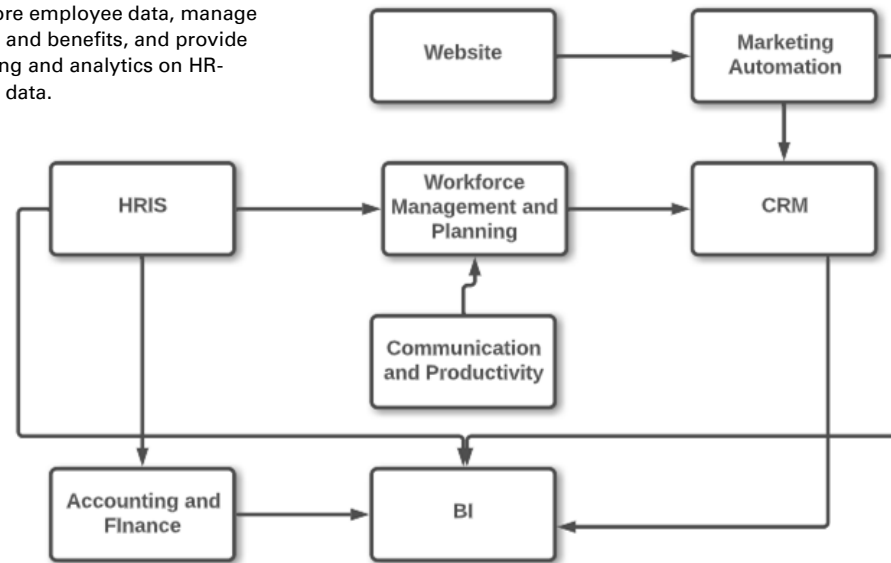 ore employee data, manage
and benefits, and provide
ing and analytics on HR-
data.
Website
Marketing
Automation
HRIS
Workforce
Management and
Planning
CRM
Communication
and Productivity
Accounting and
FInance
BI